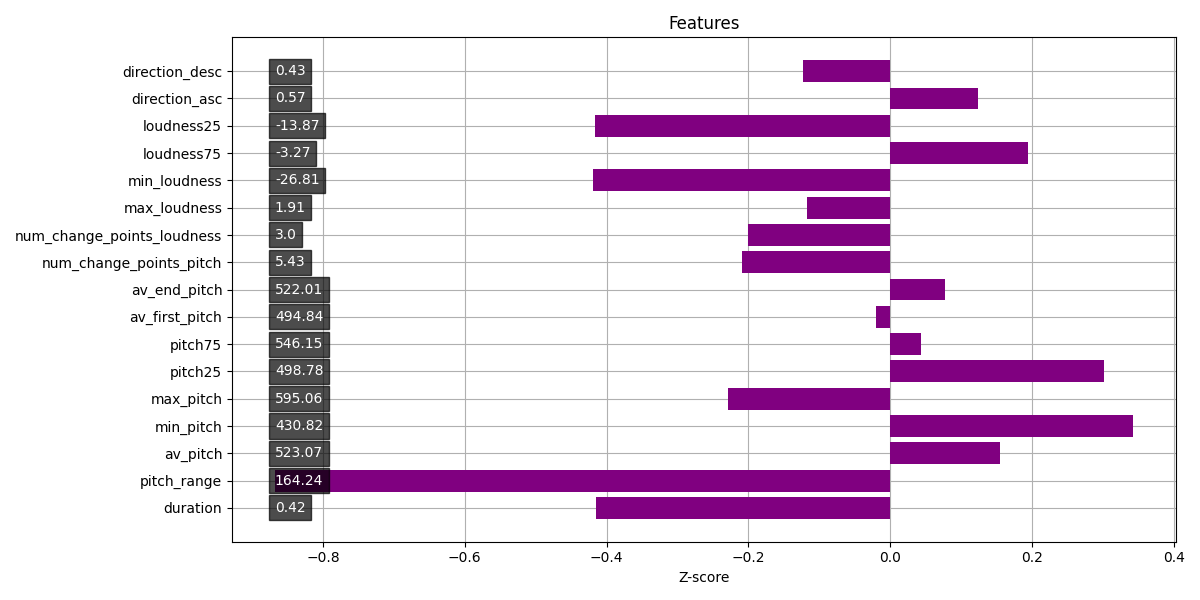 Features
direction_desc 0.43
direction_asc 0.57
loudness25 -13.87
loudness75 -3.27
min_loudness -26.81
max_loudness 1.91
num_change_points_loudness 3.0
num_change_points_pitch 5.43
av_end_pitch 522.01
av_first_pitch 494.84
pitch75 546.15
pitch25 498.78
max_pitch 595.06
min_pitch 430.82
av_pitch 523.07
pitch_range 164.24
duration 0.42
−0.8 −0.6 −0.4 −0.2 0.0 0.2 0.4
Z-score